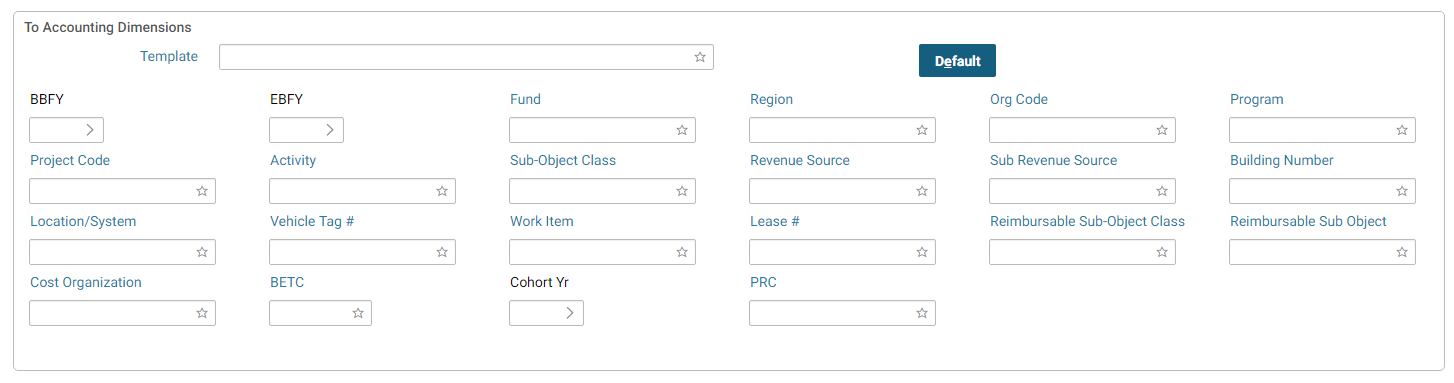 To Accounting Dimensions
Template
Default
BBFY EBFY Fund Region Org Code Program
Project Code Activity Sub-Object Class Revenue Source Sub Revenue Source Building Number
Location/System Vehicle Tag # Work Item Lease # Reimbursable Sub-Object Class Reimbursable Sub Object
Cost Organization BETC Cohort Yr PRC